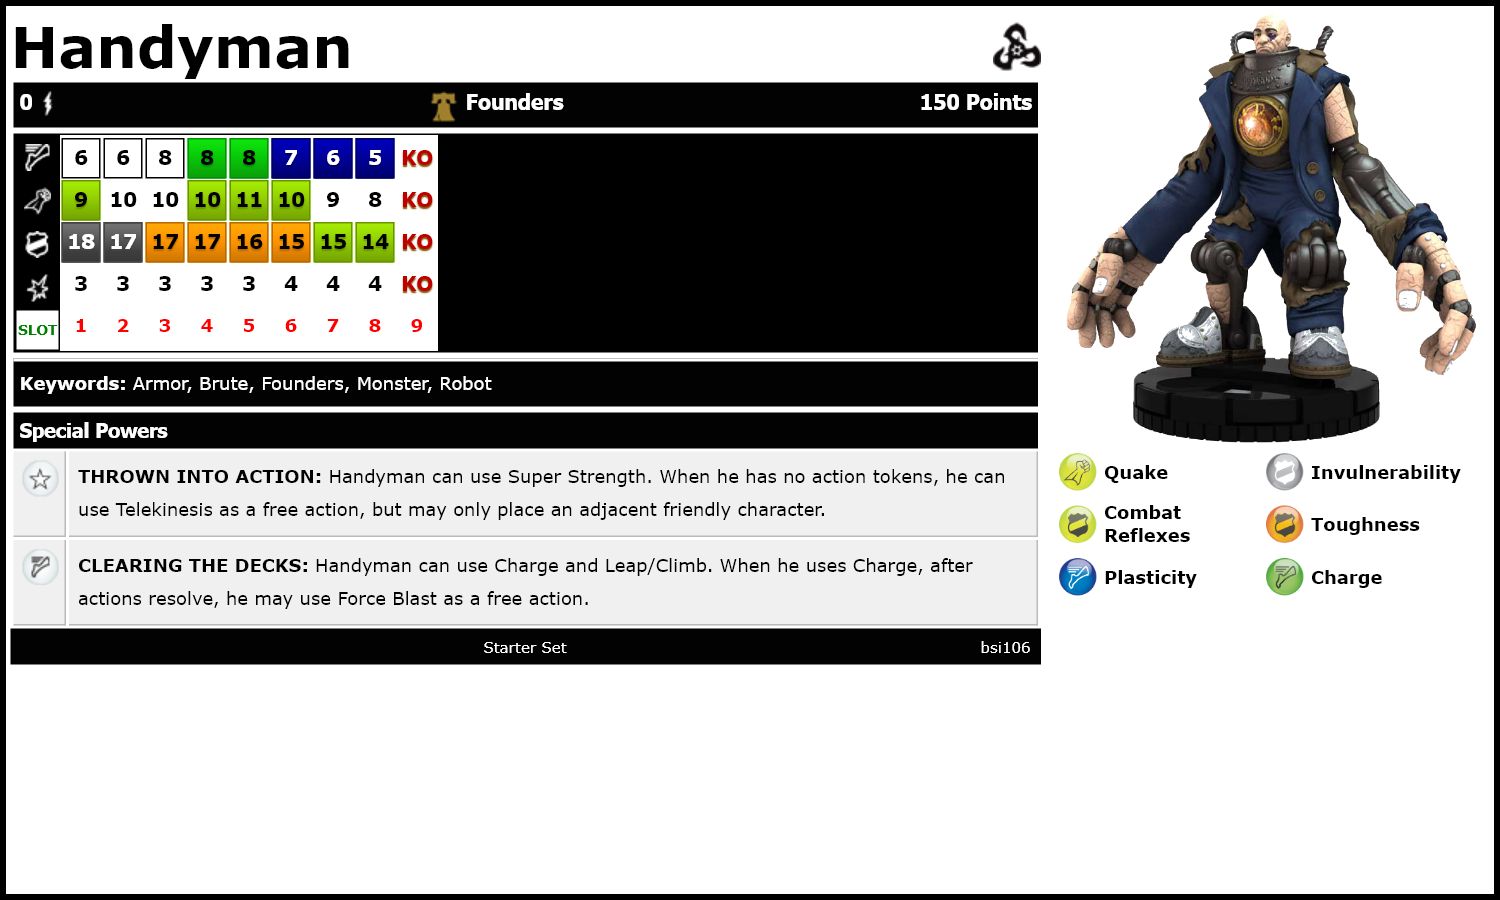 Handyman
0 Founders 150 Points
6 6 8 8 8 7 6 5 KO
9 10 10 10 11 10 9 8 KO
18 17 17 17 16 15 15 14 KO
3 3 3 3 3 4 4 4 KO
SLOT 1 2 3 4 5 6 7 8 9
Keywords: Armor, Brute, Founders, Monster, Robot
Special Powers
THROWN INTO ACTION: Handyman can use Super Strength. When he has no action tokens, he can
use Telekinesis as a free action, but may only place an adjacent friendly character.
CLEARING THE DECKS: Handyman can use Charge and Leap/Climb. When he uses Charge, after
actions resolve, he may use Force Blast as a free action.
Starter Set bsi106
Quake Invulnerability
Combat
Reflexes
Toughness
Plasticity Charge